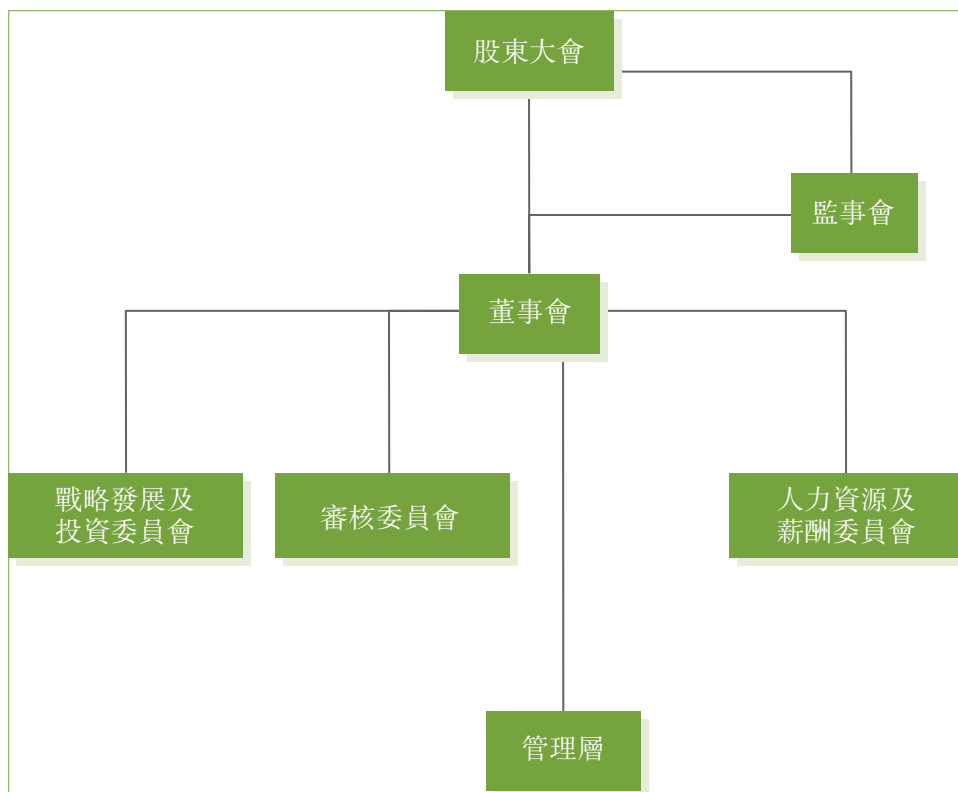 股東大會
監事會
董事會
戰略發展及
投資委員會
審核委員會
人力資源及
薪酬委員會
管理層